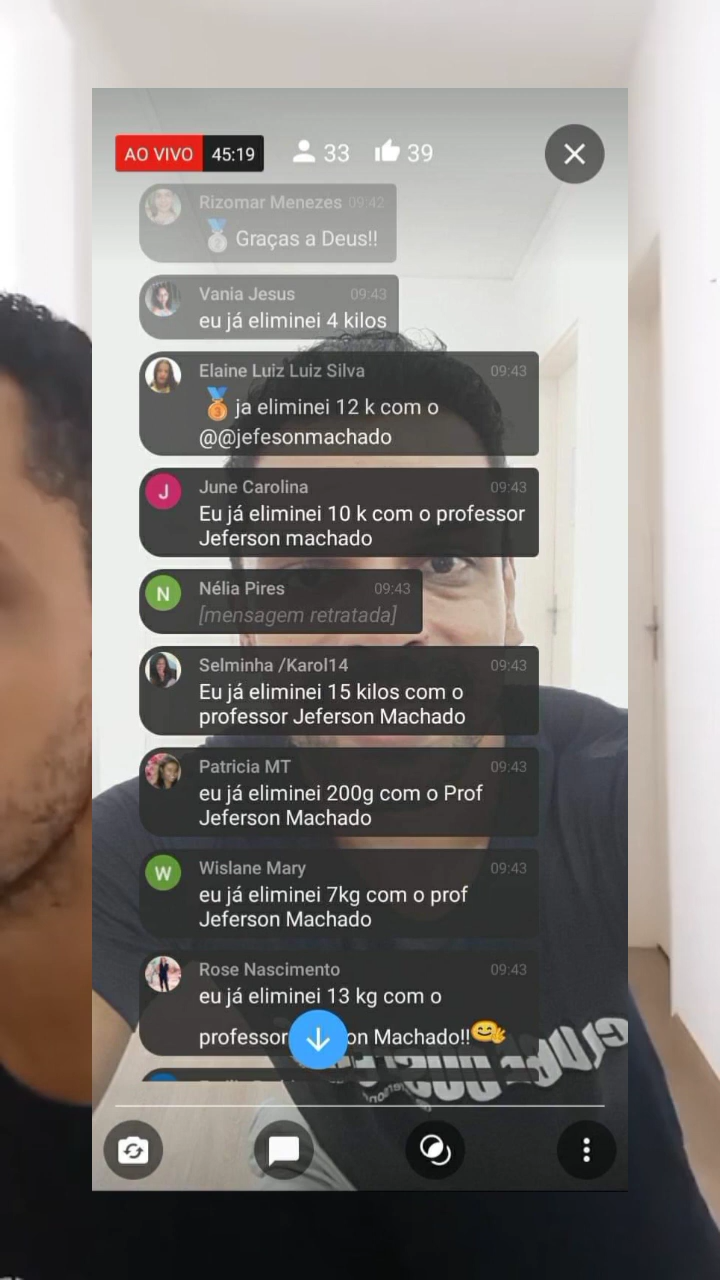 AO VIVO 45:19 33 39
Rizomar Menezes 09:42
Graças a Deus!!
Vania Jesus 09:43
eu já eliminei 4 kilos
Elaine Luiz Luiz Silva 09:43
ja eliminei 12 k com o
@@jefesonmachado
J June Carolina 09:43
Eu já eliminei 10 k com o professor
Jeferson machado
N Nélia Pires 09:43
[mensagem retratada]
Selminha /Karol14 09:43
Eu já eliminei 15 kilos com o
professor Jeferson Machado
Patricia MT 09:43
eu já eliminei 200g com o Prof
Jeferson Machado
W Wislane Mary 09:43
eu já eliminei 7kg com o prof
Jeferson Machado
Rose Nascimento 09:43
eu já eliminei 13 kg com o
professor on Machado!!